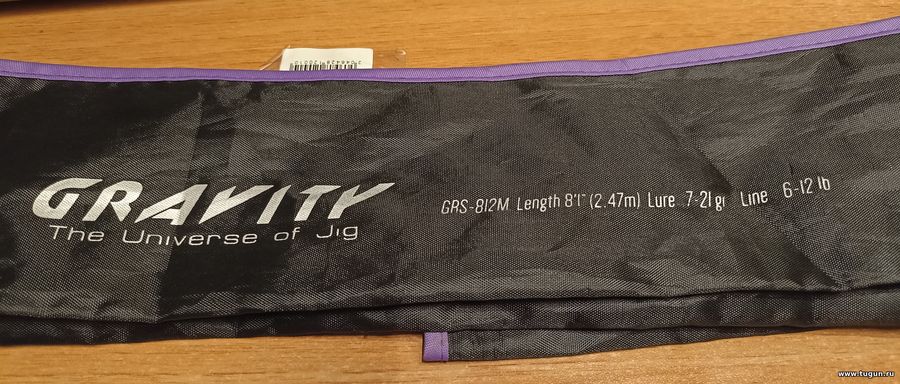 GRAVITY
The Universe of Jig
GRS-812M Length 8'1" (2.47m) Lure 7-21 gr Line 6-12 lb
www.tugun.ru